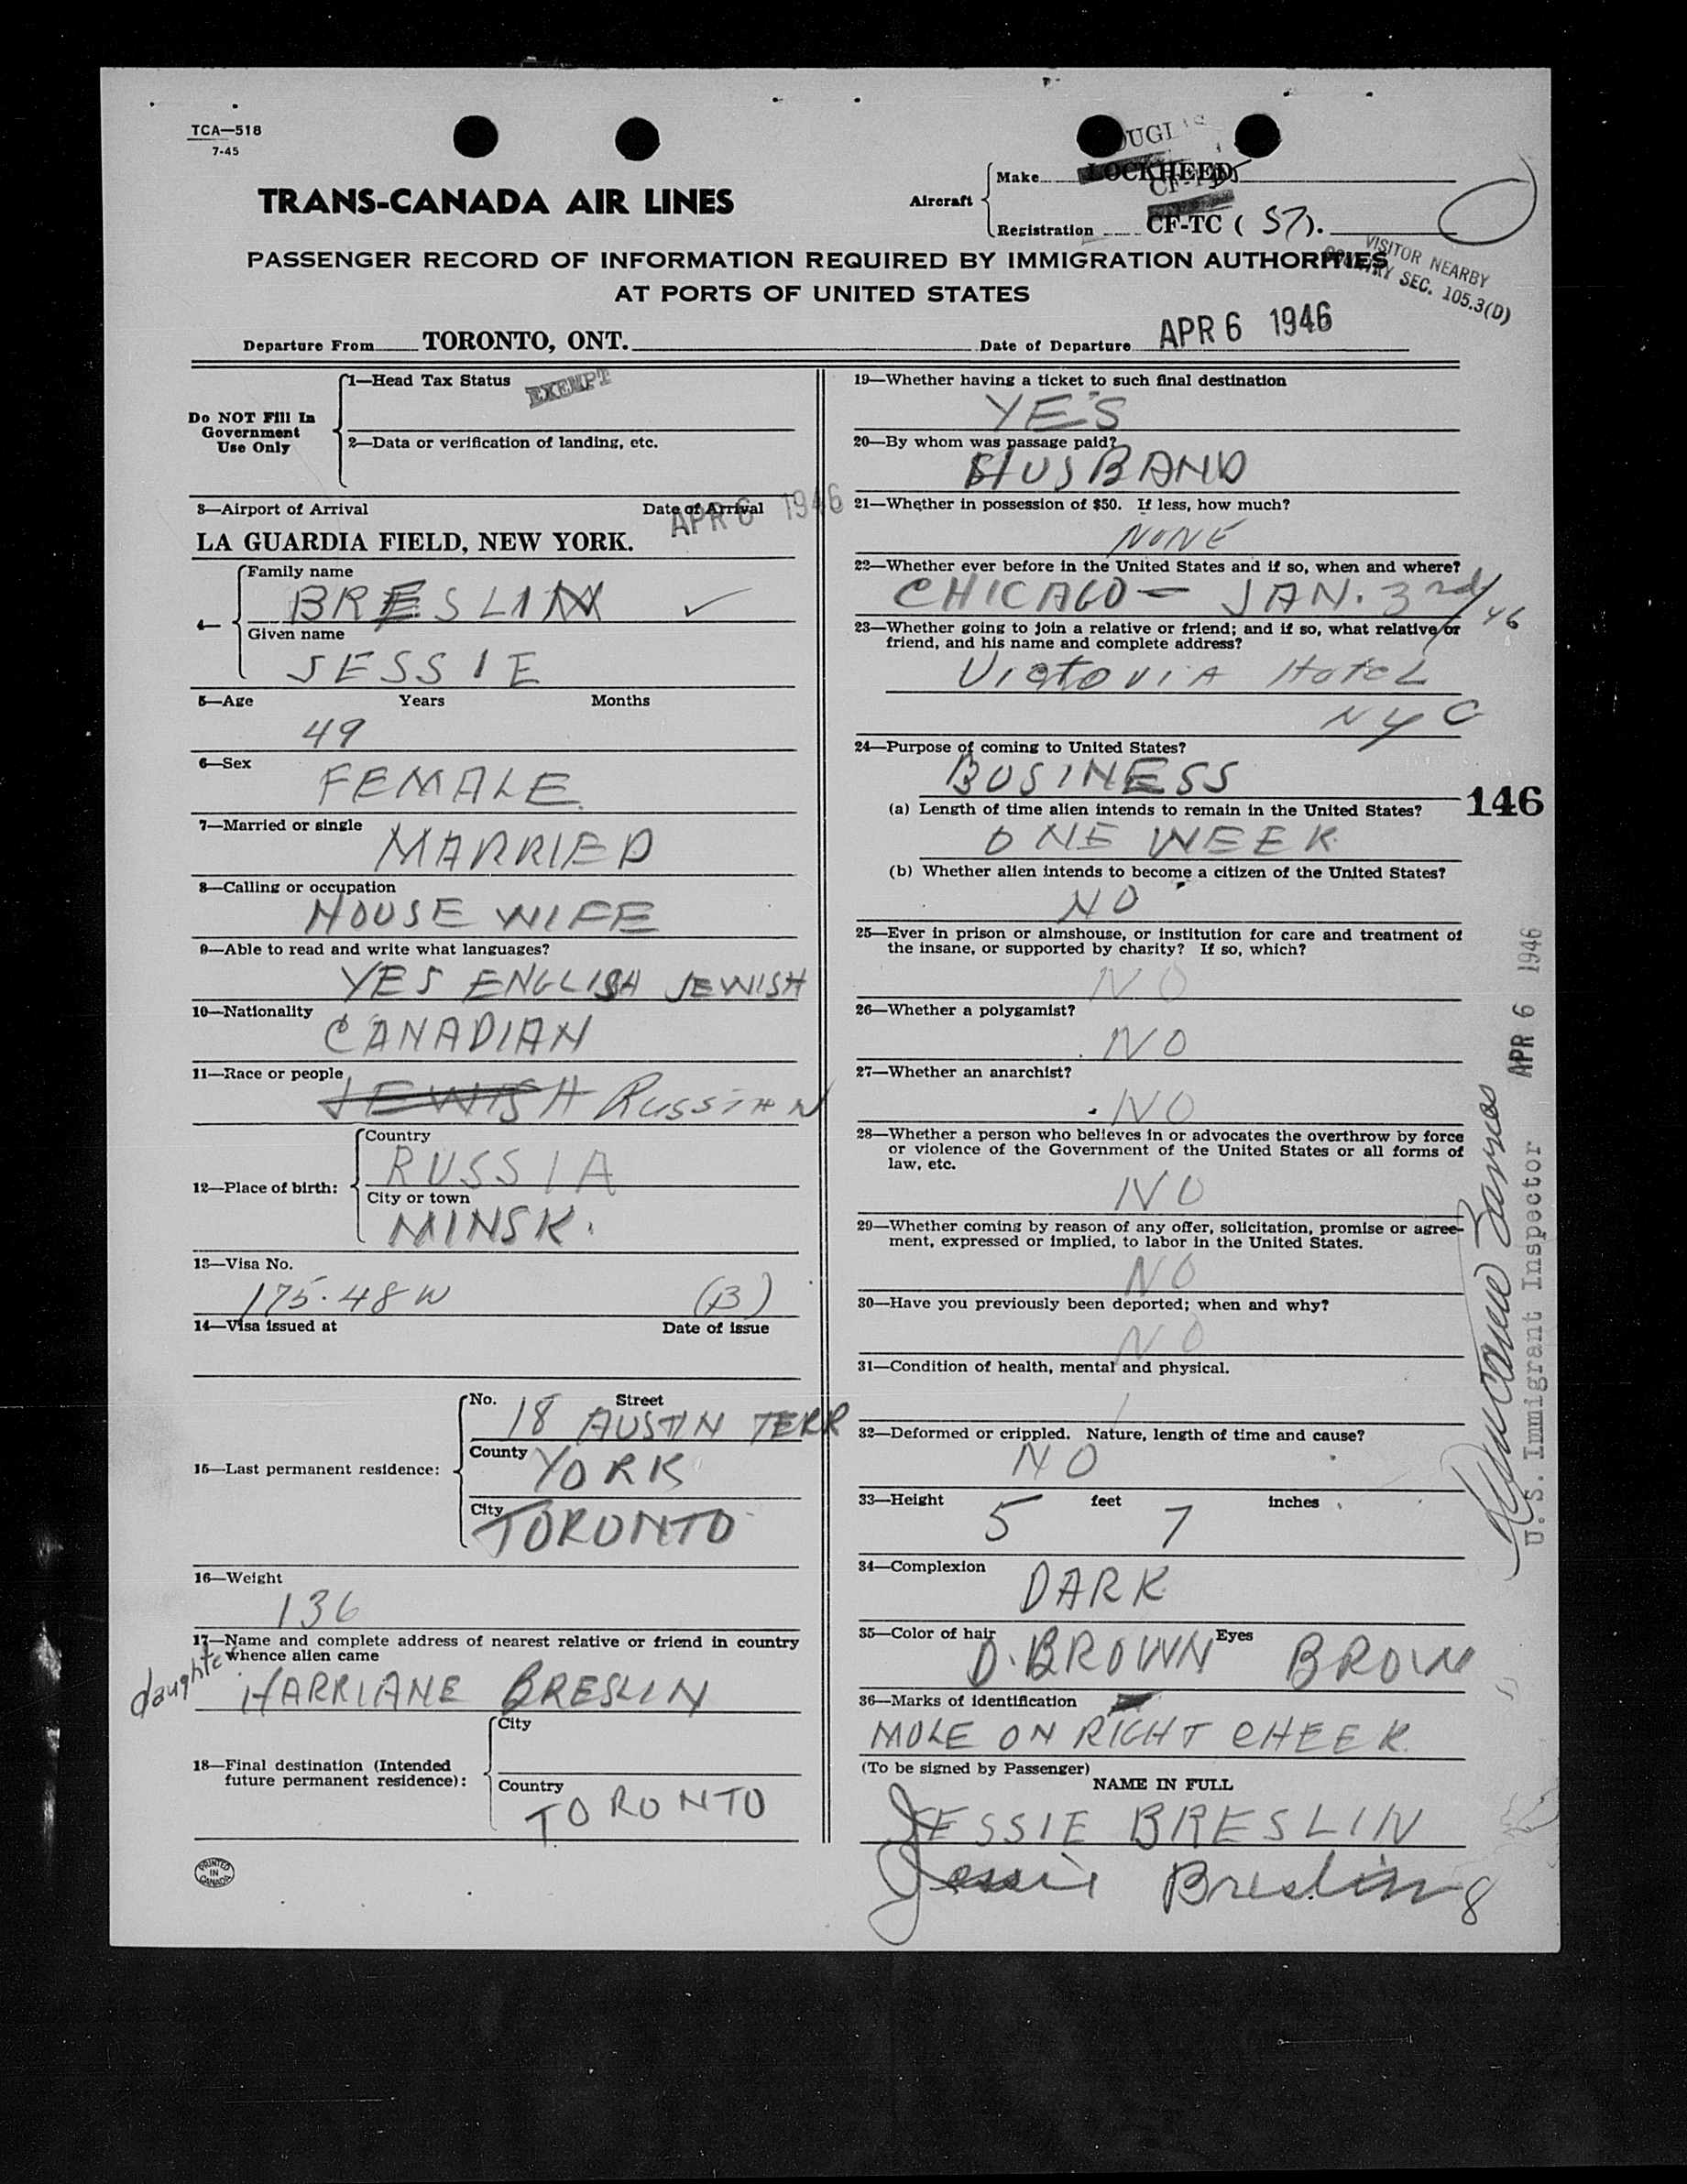 TCA—518
7-45
TRANS-CANADA AIR LINES
Aircraft
Make LOCKHEED
Registration CF-TC ( 57 ).
PASSENGER RECORD OF INFORMATION REQUIRED BY IMMIGRATION AUTHORITIES
AT PORTS OF UNITED STATES
VISITOR NEARBY
COUNTRY SEC. 105.3(D)
Departure From TORONTO, ONT. Date of Departure APR 6 1946
Do NOT Fill In
Government
Use Only
1—Head Tax Status EXEMPT
2—Data or verification of landing, etc.
3—Airport of Arrival Date of Arrival
APR 6 1946
LA GUARDIA FIELD, NEW YORK.
4—
Family name
BRESLIN ✓
Given name
JESSIE
5—Age Years Months
49
6—Sex
FEMALE
7—Married or single
MARRIED
8—Calling or occupation
HOUSE WIFE
9—Able to read and write what languages?
YES ENGLISH JEWISH
10—Nationality
CANADIAN
11—Race or people
JEWISH RUSSIAN
12—Place of birth:
Country
RUSSIA
City or town
MINSK.
13—Visa No.
175.48W (B)
14—Visa issued at Date of issue
15—Last permanent residence:
No. Street
18 AUSTIN TERR
County
YORK
City
TORONTO
16—Weight
136
17—Name and complete address of nearest relative or friend in country
whence alien came
daughte
HARRIANE BRESLIN
18—Final destination (Intended
future permanent residence):
City
Country
TORONTO
PRINTED
IN
CANADA
19—Whether having a ticket to such final destination
YES
20—By whom was passage paid?
HUSBAND
21—Whether in possession of $50. If less, how much?
NONE
22—Whether ever before in the United States and if so, when and where?
CHICAGO — JAN. 3rd/46
23—Whether going to join a relative or friend; and if so, what relative or
friend, and his name and complete address?
Victoria Hotel
NYC
24—Purpose of coming to United States?
BUSINESS
146
(a) Length of time alien intends to remain in the United States?
ONE WEEK
(b) Whether alien intends to become a citizen of the United States?
NO
25—Ever in prison or almshouse, or institution for care and treatment of
the insane, or supported by charity? If so, which?
NO
26—Whether a polygamist?
NO
27—Whether an anarchist?
NO
28—Whether a person who believes in or advocates the overthrow by force
or violence of the Government of the United States or all forms of
law, etc.
NO
29—Whether coming by reason of any offer, solicitation, promise or agree-
ment, expressed or implied, to labor in the United States.
NO
30—Have you previously been deported; when and why?
NO
31—Condition of health, mental and physical.
32—Deformed or crippled. Nature, length of time and cause?
NO
33—Height feet inches
5 7
34—Complexion
DARK
35—Color of hair Eyes
D. BROWN BROW
36—Marks of identification
MOLE ON RIGHT CHEEK
(To be signed by Passenger)
NAME IN FULL
JESSIE BRESLIN
Jessie Breslin
8
APR 6 1946
U. S. Immigrant Inspector